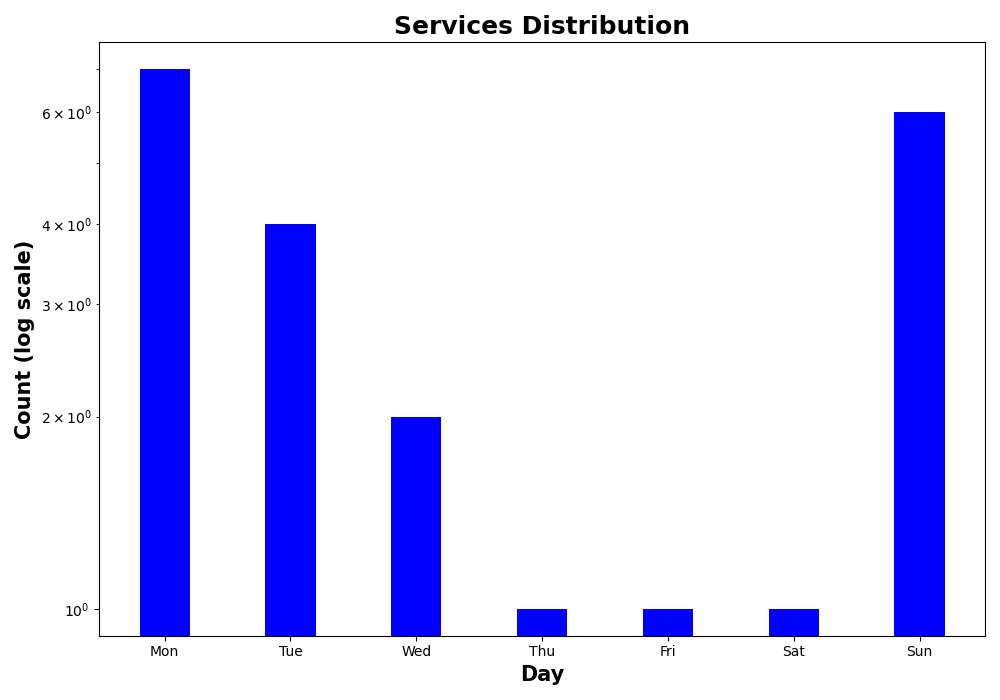 Services Distribution
Count (log scale)
6 × 10⁰
4 × 10⁰
3 × 10⁰
2 × 10⁰
10⁰
Mon Tue Wed Thu Fri Sat Sun
Day